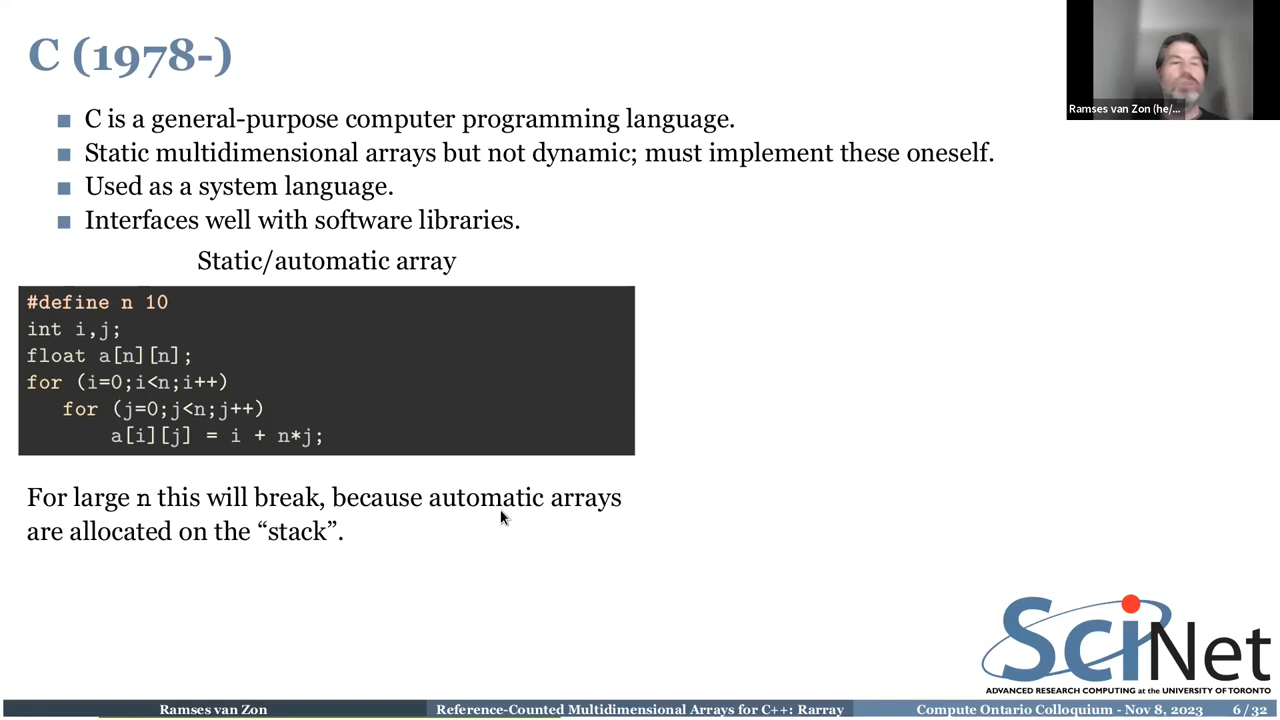 C (1978-)
Ramses van Zon (he/...
C is a general-purpose computer programming language.
Static multidimensional arrays but not dynamic; must implement these oneself.
Used as a system language.
Interfaces well with software libraries.
Static/automatic array
#define n 10
int i,j;
float a[n][n];
for (i=0;i<n;i++)
for (j=0;j<n;j++)
a[i][j] = i + n*j;
For large n this will break, because automatic arrays
are allocated on the “stack”.
SciNet
ADVANCED RESEARCH COMPUTING at the UNIVERSITY OF TORONTO
Ramses van Zon Reference-Counted Multidimensional Arrays for C++: Rarray Compute Ontario Colloquium - Nov 8, 2023 6 / 32